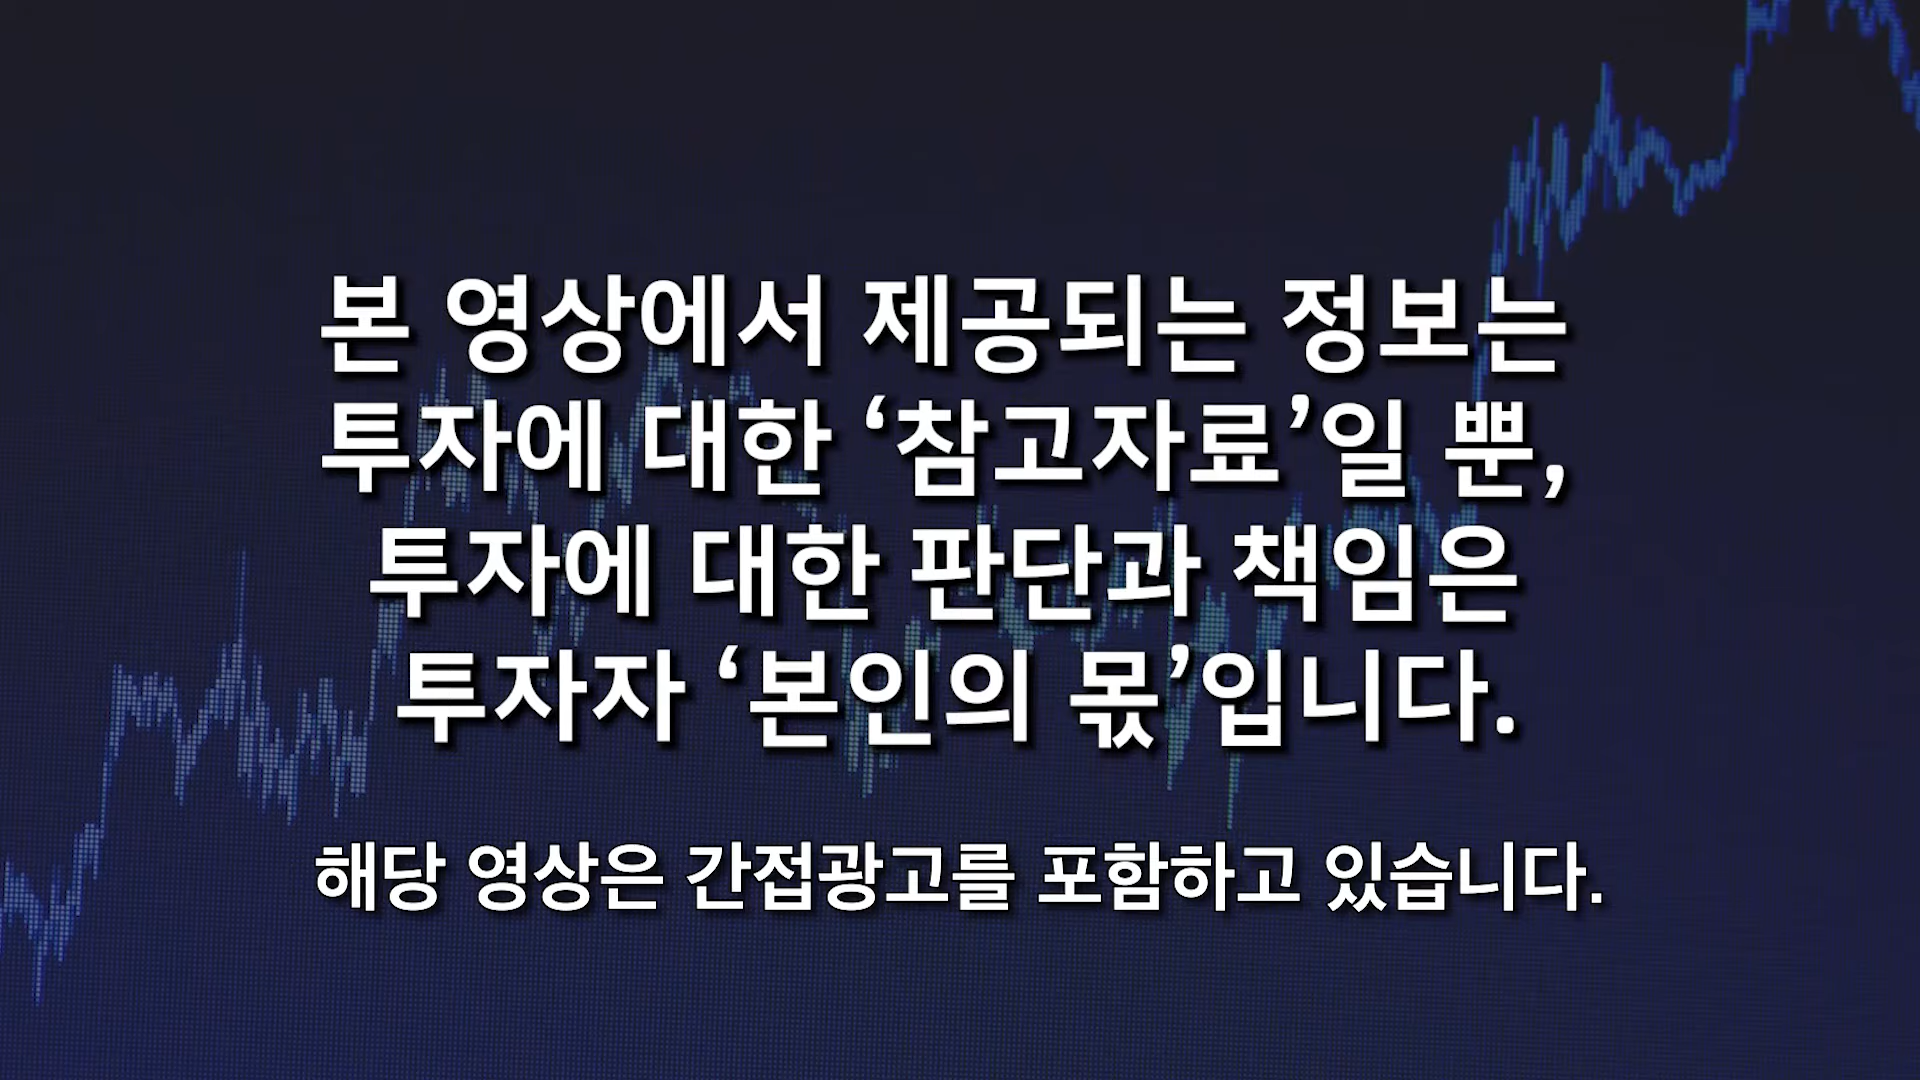 본 영상에서 제공되는 정보는
투자에 대한 ‘참고자료’일 뿐,
투자에 대한 판단과 책임은
투자자 ‘본인의 몫’입니다.
해당 영상은 간접광고를 포함하고 있습니다.